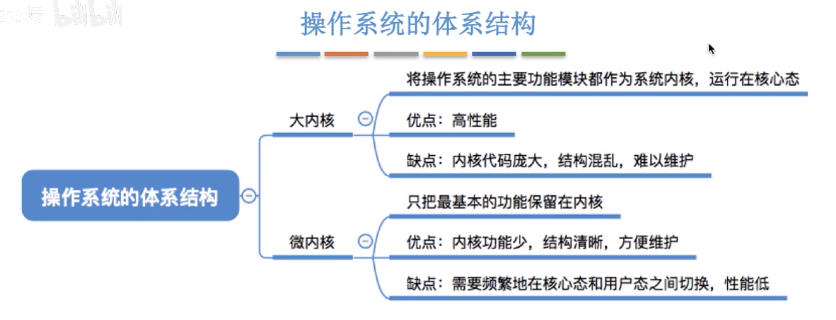 bilibili
操作系统的体系结构
将操作系统的主要功能模块都作为系统内核，运行在核心态
大内核
优点：高性能
缺点：内核代码庞大，结构混乱，难以维护
操作系统的体系结构
只把最基本的功能保留在内核
微内核
优点：内核功能少，结构清晰，方便维护
缺点：需要频繁地在核心态和用户态之间切换，性能低